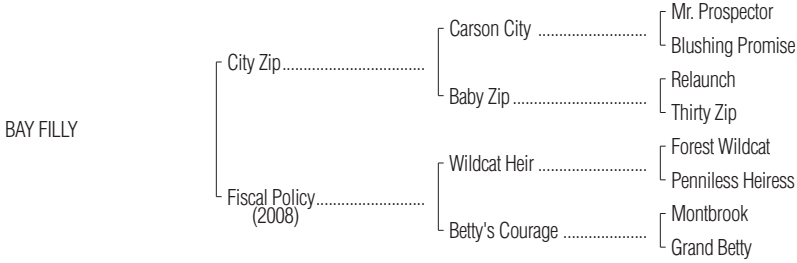 Mr. Prospector
Carson City ..........................
Blushing Promise
City Zip..................................
Relaunch
Baby Zip................................
Thirty Zip
BAY FILLY
Forest Wildcat
Wildcat Heir ..........................
Penniless Heiress
Fiscal Policy..........................
(2008)
Montbrook
Betty's Courage ....................
Grand Betty